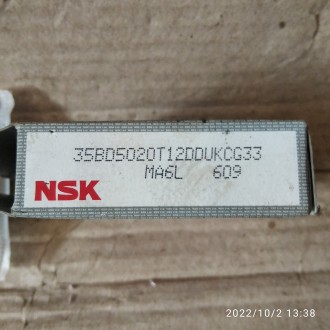 35BD5020T12DDUKCG33
MA6L 609
NSK
2022/10/2 13:38